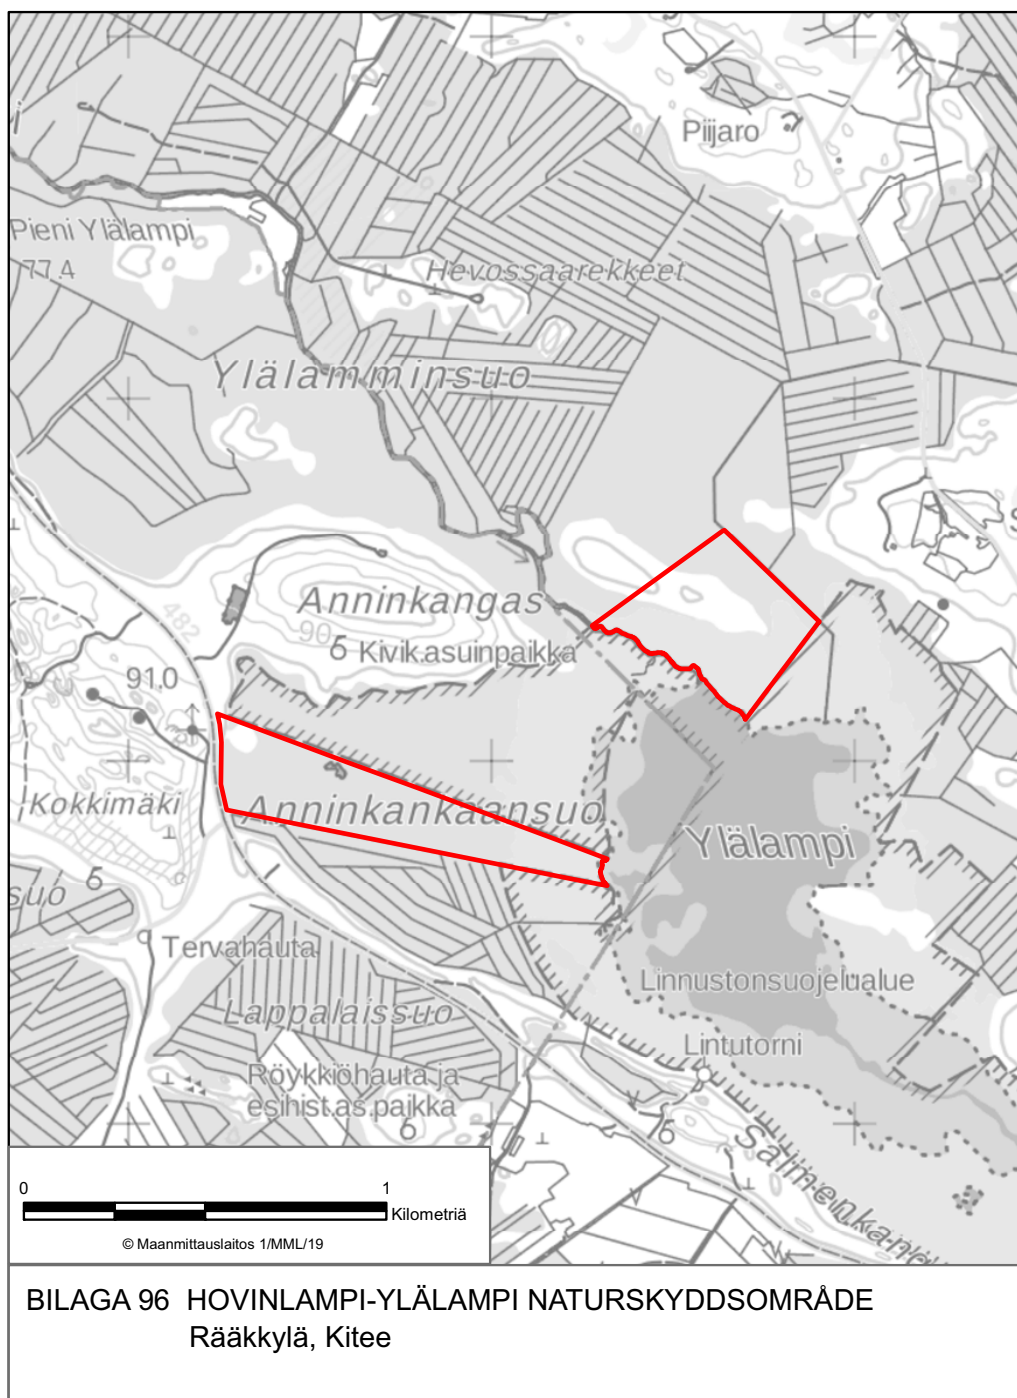 Piijaro
Pieni Ylälampi
77.4
Hevossaarekkeet
Ylälamminsuo
Anninkangas
90
482
Kivik.asuinpaikka
91.0
Kokkimäki
Anninkankaansuo
Ylälampi
suo
Tervahauta
Linnustonsuojelualue
Lappalaissuo
Lintutorni
Röykkiöhauta ja
esihist.as.paikka
0 1
Kilometriä
© Maanmittauslaitos 1/MML/19
BILAGA 96 HOVINLAMPI-YLÄLAMPI NATURSKYDDSOMRÅDE
Rääkkylä, Kitee